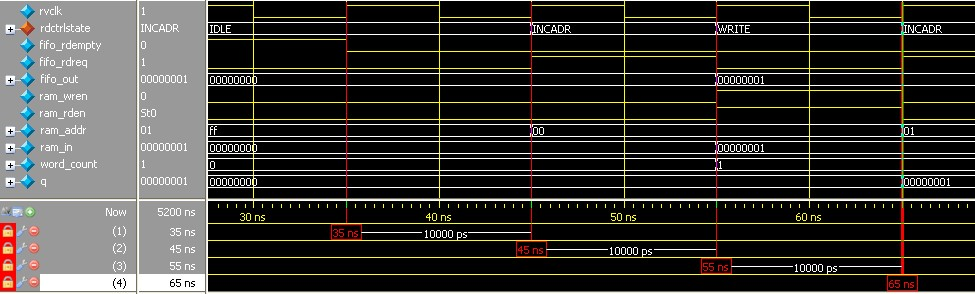 rvclk 1
rdctrlstate INCADR IDLE INCADR WRITE INCADR
fifo_rdempty 0
fifo_rdreq 1
fifo_out 00000001 00000000 00000001
ram_wren 0
ram_rden St0
ram_addr 01 ff 00 01
ram_in 00000001 00000000 00000001
word_count 1 0 1
q 00000001 00000000 00000001
Now 5200 ns 30 ns 40 ns 50 ns 60 ns
(1) 35 ns 35 ns 10000 ps
(2) 45 ns 45 ns 10000 ps
(3) 55 ns 55 ns 10000 ps
(4) 65 ns 65 ns